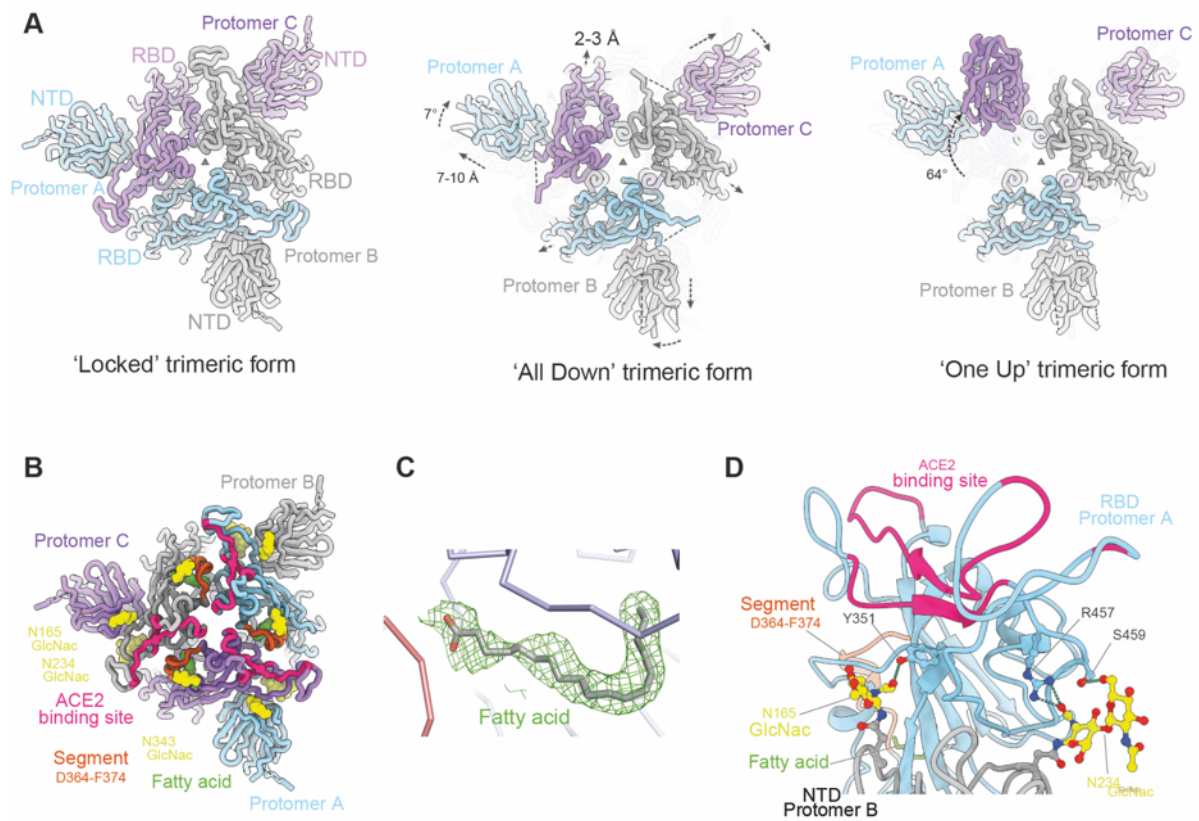 A
Protomer C
RBD
NTD
NTD
Protomer A
RBD
RBD
Protomer B
NTD
'Locked' trimeric form
2-3 Å
Protomer A
7°
7-10 Å
Protomer C
Protomer B
'All Down' trimeric form
Protomer C
Protomer A
64°
'One Up' trimeric form
B
Protomer B
Protomer C
N165
GlcNac
N234
GlcNac
ACE2
binding site
N343
GlcNac
Segment
D364-F374
Fatty acid
Protomer A
C
Fatty acid
D
ACE2
binding site
RBD
Protomer A
Segment
D364-F374
Y351
R457
S459
N165
GlcNac
Fatty acid
N234
GlcNac
NTD
Protomer B